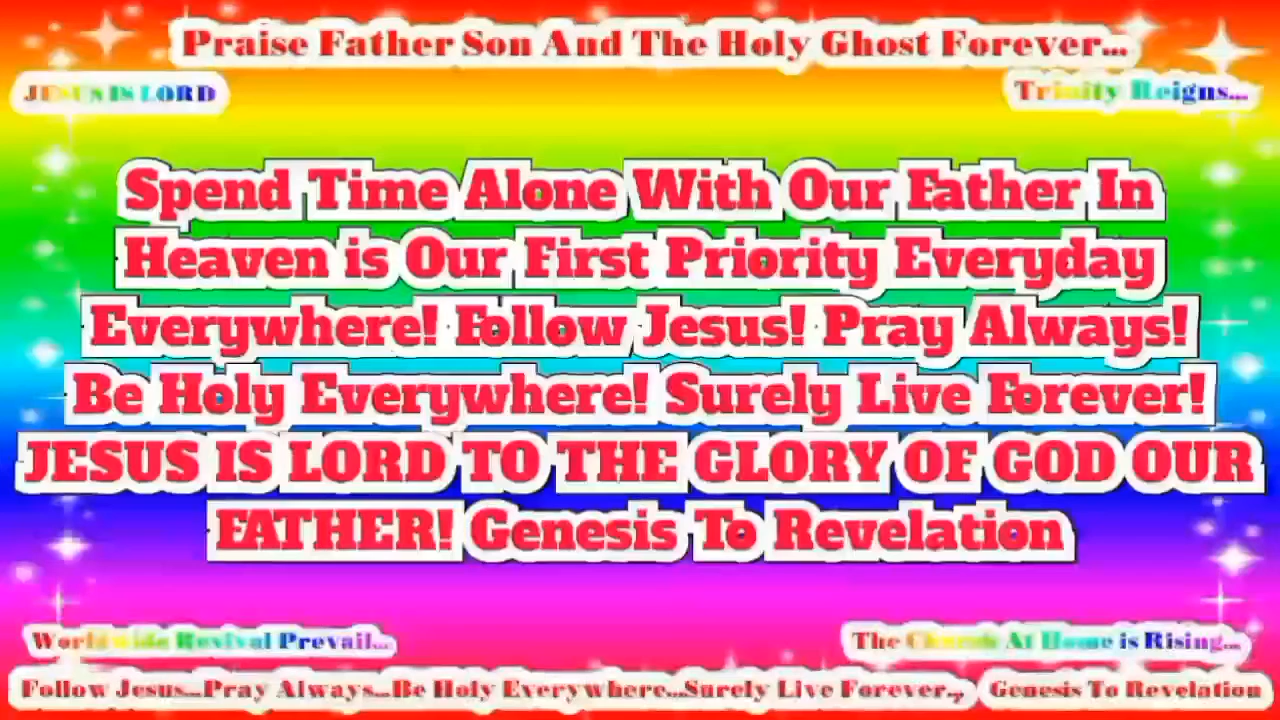 Praise Father Son And The Holy Ghost Forever...
JESUS IS LORD
Trinity Reigns...
Spend Time Alone With Our Father In
Heaven is Our First Priority Everyday
Everywhere! Follow Jesus! Pray Always!
Be Holy Everywhere! Surely Live Forever!
JESUS IS LORD TO THE GLORY OF GOD OUR
FATHER! Genesis To Revelation
Worldwide Revival Prevail...
The Church At Home is Rising...
Follow Jesus...Pray Always...Be Holy Everywhere...Surely Live Forever.., Genesis To Revelation